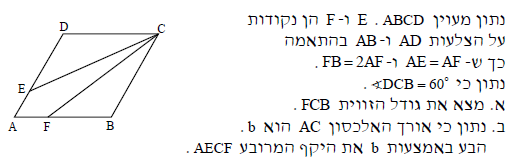 נתון מעוין ABCD. E ו-F הן נקודות
על הצלעות AD ו-AB בהתאמה
כך ש- AE = AF ו- FB = 2AF.
נתון כי ∢DCB = 60°.
א. מצא את גודל הזווית FCB.
ב. נתון כי אורך האלכסון AC הוא b.
הבע באמצעות b את היקף המרובע AECF.
D C
E
A F B